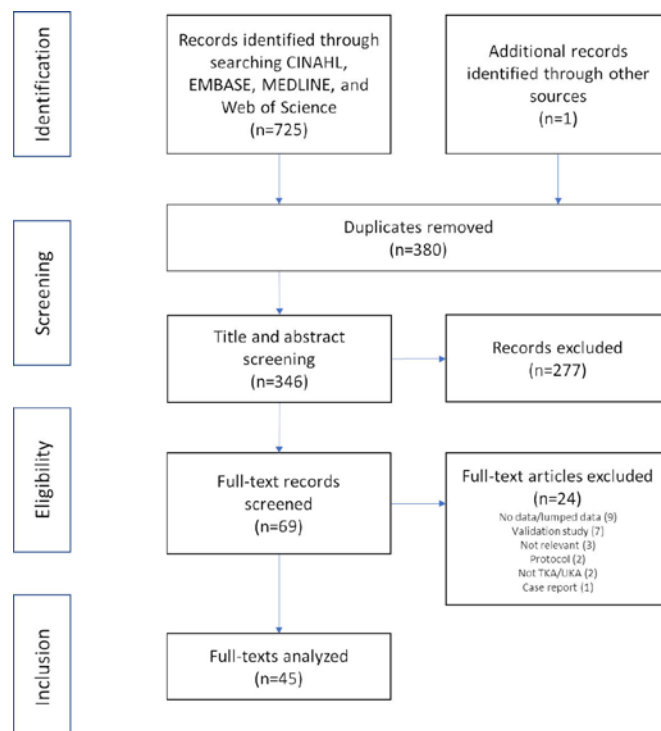 Identification
Records identified through
searching CINAHL,
EMBASE, MEDLINE, and
Web of Science
(n=725)
Additional records
identified through other
sources
(n=1)
Screening
Duplicates removed
(n=380)
Title and abstract
screening
(n=346)
Records excluded
(n=277)
Eligibility
Full-text records
screened
(n=69)
Full-text articles excluded
(n=24)
No data/lumped data (9)
Validation study (7)
Not relevant (3)
Protocol (2)
Not TKA/UKA (2)
Case report (1)
Inclusion
Full-texts analyzed
(n=45)